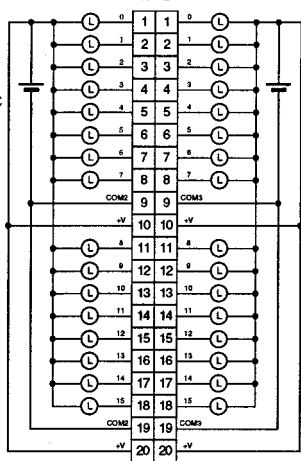 L 0 1 1 0 L
L 1 2 2 1 L
L 2 3 3 2 L
L 3 4 4 3 L
L 4 5 5 4 L
L 5 6 6 5 L
L 6 7 7 6 L
L 7 8 8 7 L
COM2 9 9 COM3
+V 10 10 +V
L 8 11 11 8 L
L 9 12 12 9 L
L 10 13 13 10 L
L 11 14 14 11 L
L 12 15 15 12 L
L 13 16 16 13 L
L 14 17 17 14 L
L 15 18 18 15 L
COM2 19 19 COM3
+V 20 20 +V